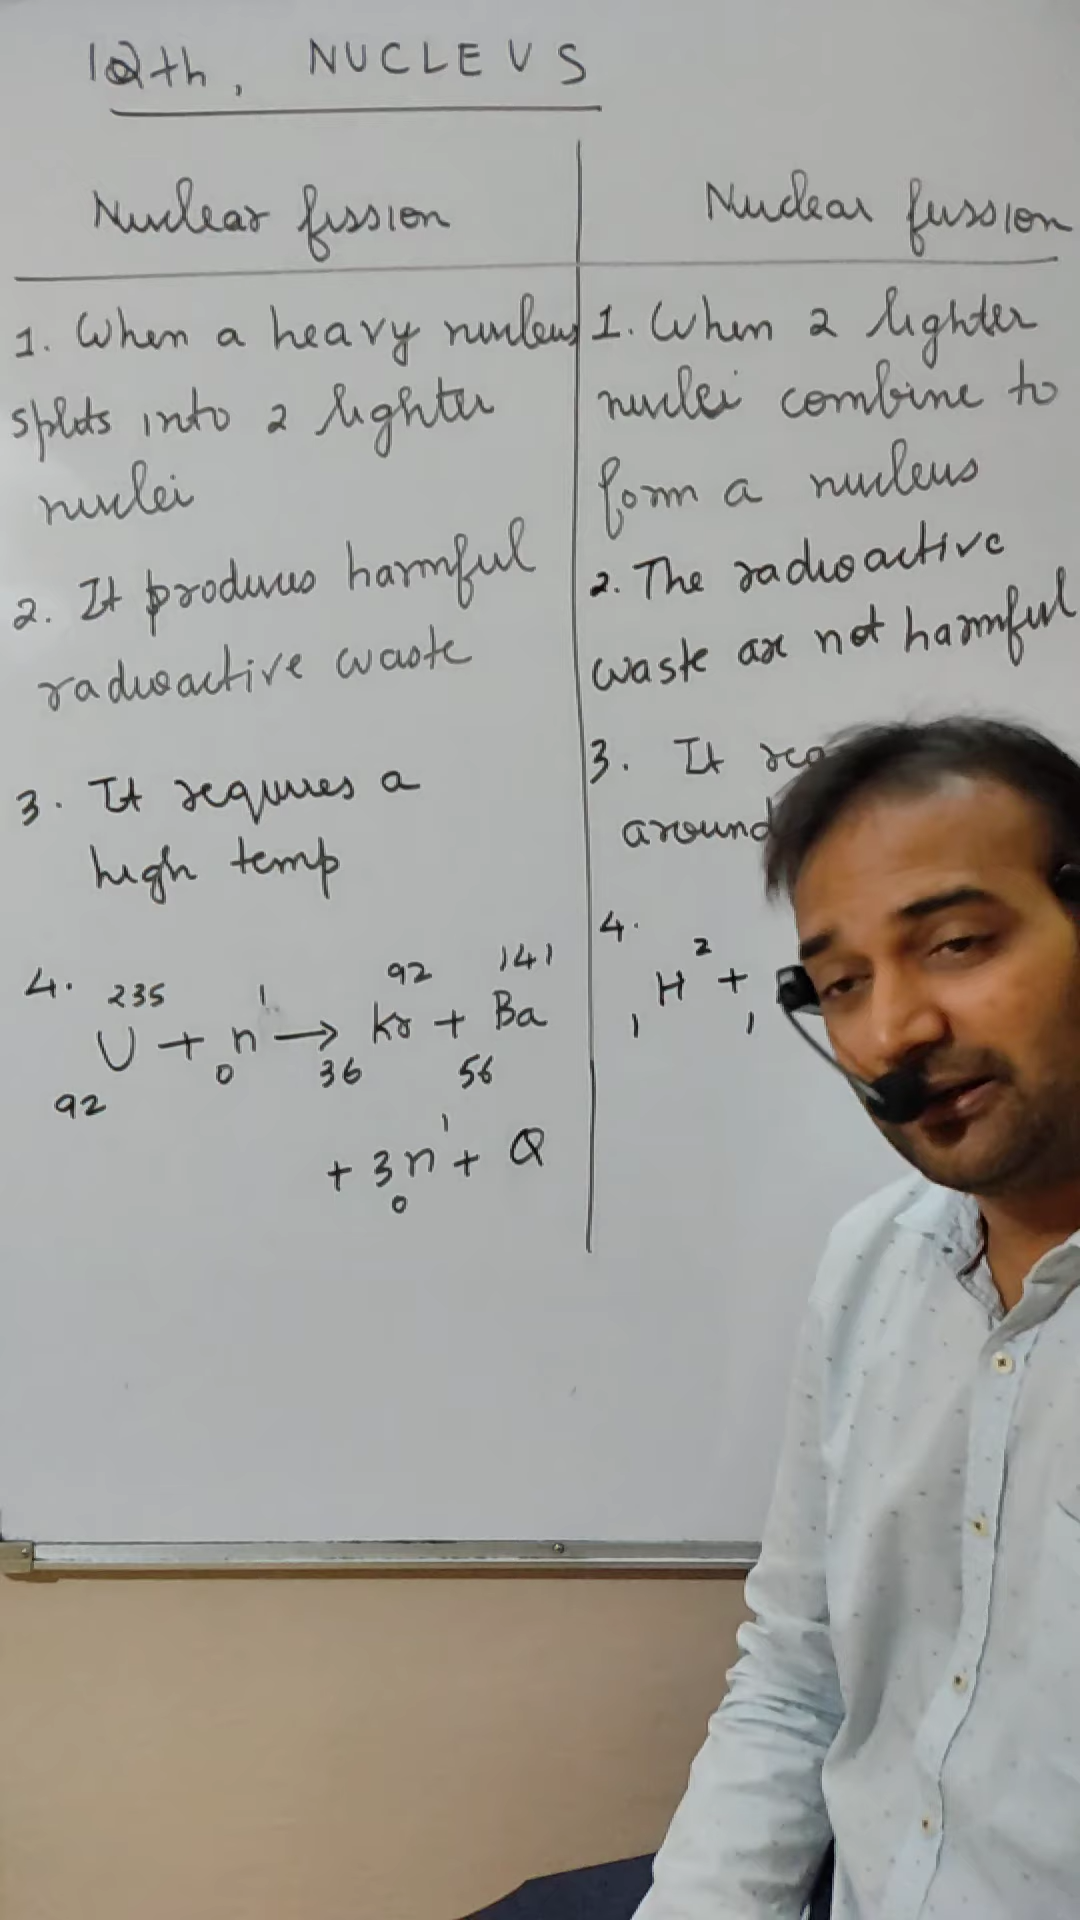 12th, NUCLEUS
Nuclear fission
1. When a heavy nucleus
splits into 2 lighter
nuclei
2. It produces harmful
radioactive waste
3. It requires a
high temp
4. 235 92 141
U + n 1 → Kr + Ba
92 0 36 56
+ 3 n 1 + Q
0
Nuclear fussion
1. When 2 lighter
nuclei combine to
form a nucleus
2. The radioactive
waste are not harmful
3. It
around
4.
1 H 2 + 1